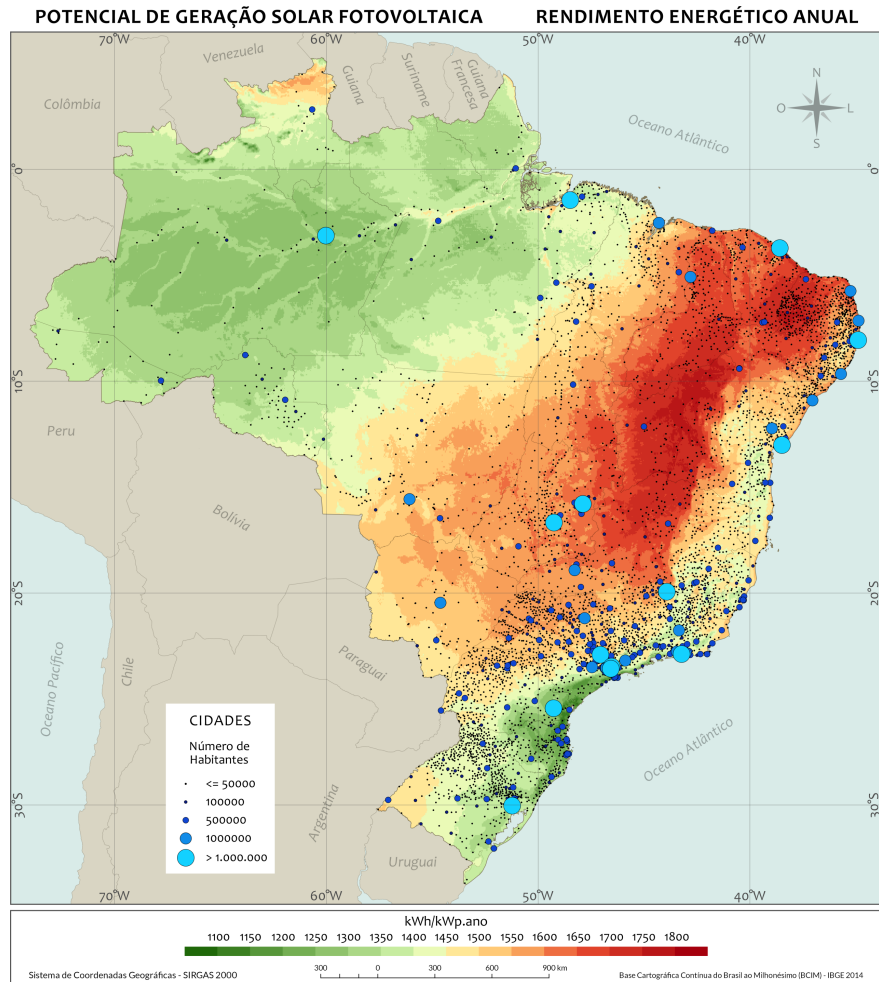 POTENCIAL DE GERAÇÃO SOLAR FOTOVOLTAICA RENDIMENTO ENERGÉTICO ANUAL
70°W 60°W 50°W 40°W
Venezuela
Colômbia
Guiana
Suriname
Guiana
Francesa
Oceano Atlântico
N
O L
S
0 0
10°S 10°S
Peru
Bolívia
20°S 20°S
Paraguai
Chile
Oceano Pacífico
Oceano Atlântico
Argentina
Uruguai
30°S 30°S
CIDADES
Número de
Habitantes
<= 50000
100000
500000
1000000
> 1.000.000
70°W 60°W 50°W 40°W
kWh/kWp.ano
1100 1150 1200 1250 1300 1350 1400 1450 1500 1550 1600 1650 1700 1750 1800
300 0 300 600 900 km
Sistema de Coordenadas Geográficas - SIRGAS 2000
Base Cartográfica Contínua do Brasil ao Milhonésimo (BCIM) - IBGE 2014